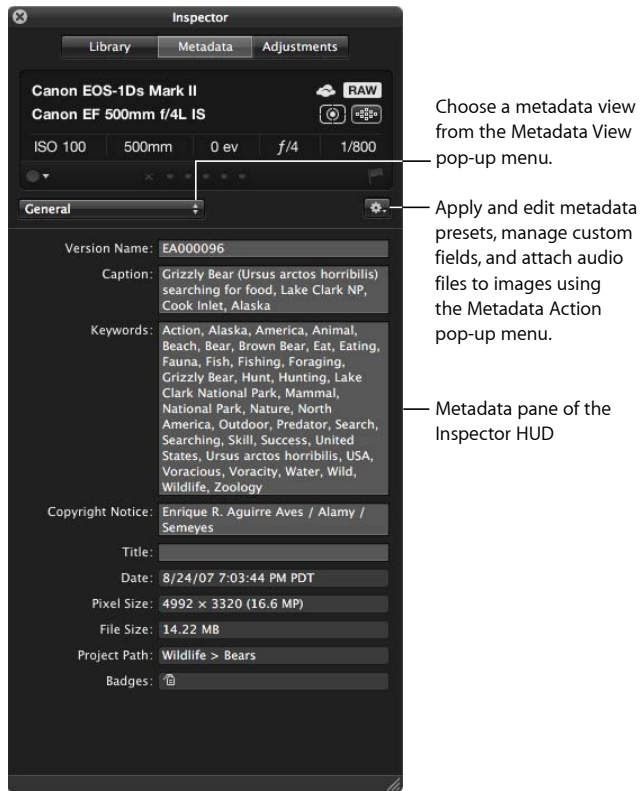 Inspector
Library Metadata Adjustments
Canon EOS-1Ds Mark II RAW
Canon EF 500mm f/4L IS
ISO 100 500mm 0 ev ƒ/4 1/800
General
Version Name: EA000096
Caption: Grizzly Bear (Ursus arctos horribilis)
searching for food, Lake Clark NP,
Cook Inlet, Alaska
Keywords: Action, Alaska, America, Animal,
Beach, Bear, Brown Bear, Eat, Eating,
Fauna, Fish, Fishing, Foraging,
Grizzly Bear, Hunt, Hunting, Lake
Clark National Park, Mammal,
National Park, Nature, North
America, Outdoor, Predator, Search,
Searching, Skill, Success, United
States, Ursus arctos horribilis, USA,
Voracious, Voracity, Water, Wild,
Wildlife, Zoology
Copyright Notice: Enrique R. Aguirre Aves / Alamy /
Semeyes
Title:
Date: 8/24/07 7:03:44 PM PDT
Pixel Size: 4992 × 3320 (16.6 MP)
File Size: 14.22 MB
Project Path: Wildlife > Bears
Badges:
Choose a metadata view
from the Metadata View
pop-up menu.
Apply and edit metadata
presets, manage custom
fields, and attach audio
files to images using
the Metadata Action
pop-up menu.
Metadata pane of the
Inspector HUD